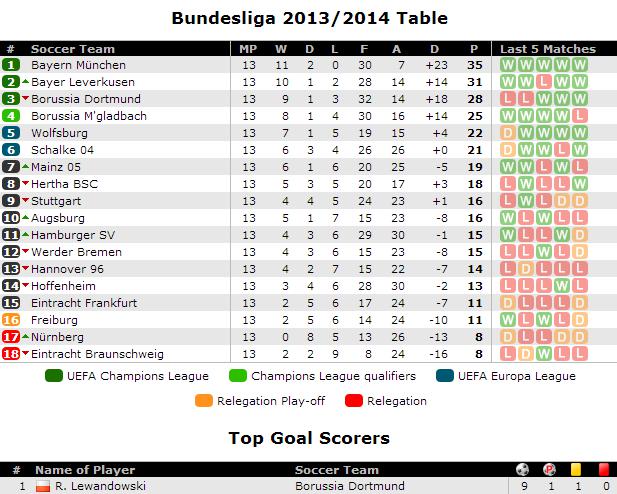 Bundesliga 2013/2014 Table
# Soccer Team MP W D L F A D P Last 5 Matches
1 Bayern München 13 11 2 0 30 7 +23 35 W W W W W
2 Bayer Leverkusen 13 10 1 2 28 14 +14 31 W W L W W
3 Borussia Dortmund 13 9 1 3 32 14 +18 28 L L W W W
4 Borussia M'gladbach 13 8 1 4 30 16 +14 25 W W W W L
5 Wolfsburg 13 7 1 5 19 15 +4 22 D W W W W
6 Schalke 04 13 6 3 4 26 26 +0 21 D W W L W
7 Mainz 05 13 6 1 6 20 25 -5 19 W W L W L
8 Hertha BSC 13 5 3 5 20 17 +3 18 L W L L W
9 Stuttgart 13 4 4 5 24 23 +1 16 L W L D D
10 Augsburg 13 5 1 7 15 23 -8 16 W L W L L
11 Hamburger SV 13 4 3 6 29 30 -1 15 W L L W D
12 Werder Bremen 13 4 3 6 15 23 -8 15 L L W L D
13 Hannover 96 13 4 2 7 15 22 -7 14 L D L L L
14 Hoffenheim 13 3 4 6 28 30 -2 13 L L L W L
15 Eintracht Frankfurt 13 2 5 6 17 24 -7 11 D L L L L
16 Freiburg 13 2 5 6 14 24 -10 11 W L W L D
17 Nürnberg 13 0 8 5 13 26 -13 8 D L L D D
18 Eintracht Braunschweig 13 2 2 9 8 24 -16 8 L D W L L
UEFA Champions League Champions League qualifiers UEFA Europa League
Relegation Play-off Relegation
Top Goal Scorers
# Name of Player Soccer Team P
1 R. Lewandowski Borussia Dortmund 9 1 1 0